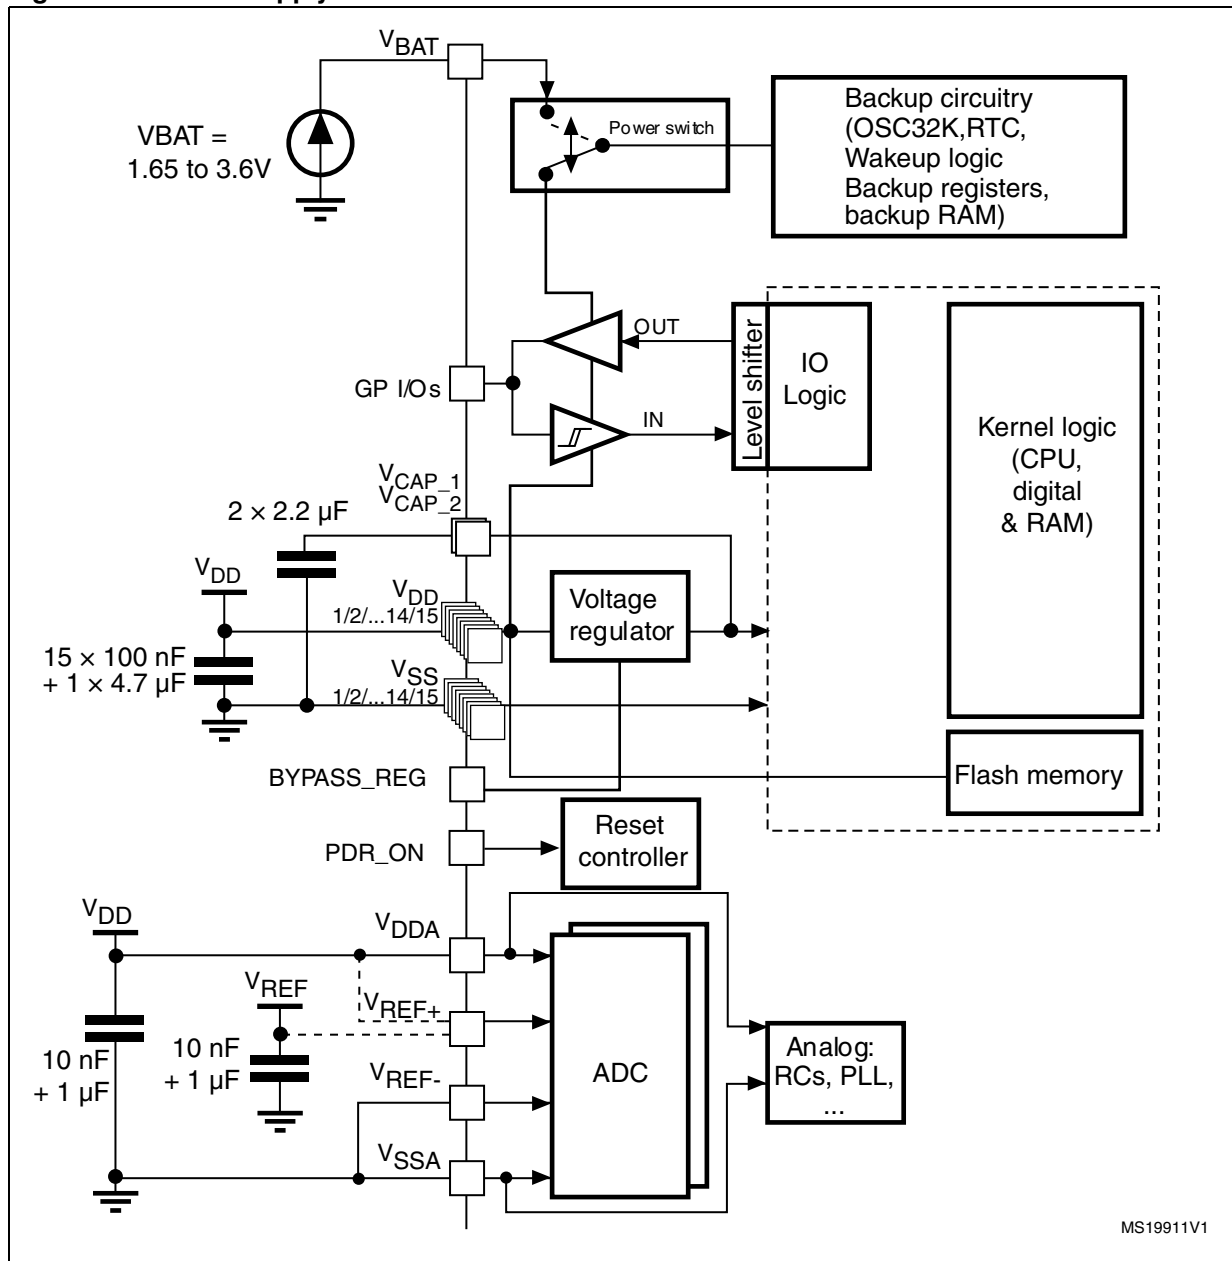 V_BAT
VBAT =
1.65 to 3.6V
Power switch
Backup circuitry
(OSC32K,RTC,
Wakeup logic
Backup registers,
backup RAM)
OUT
GP I/Os
IN
Level shifter
IO
Logic
Kernel logic
(CPU,
digital
& RAM)
V_CAP_1
V_CAP_2
2 × 2.2 µF
V_DD
V_DD
1/2/...14/15
Voltage
regulator
15 × 100 nF
+ 1 × 4.7 µF
V_SS
1/2/...14/15
BYPASS_REG
Flash memory
PDR_ON
Reset
controller
V_DD
V_DDA
V_REF
V_REF+
10 nF
+ 1 µF
10 nF
+ 1 µF
V_REF-
ADC
Analog:
RCs, PLL,
...
V_SSA
MS19911V1